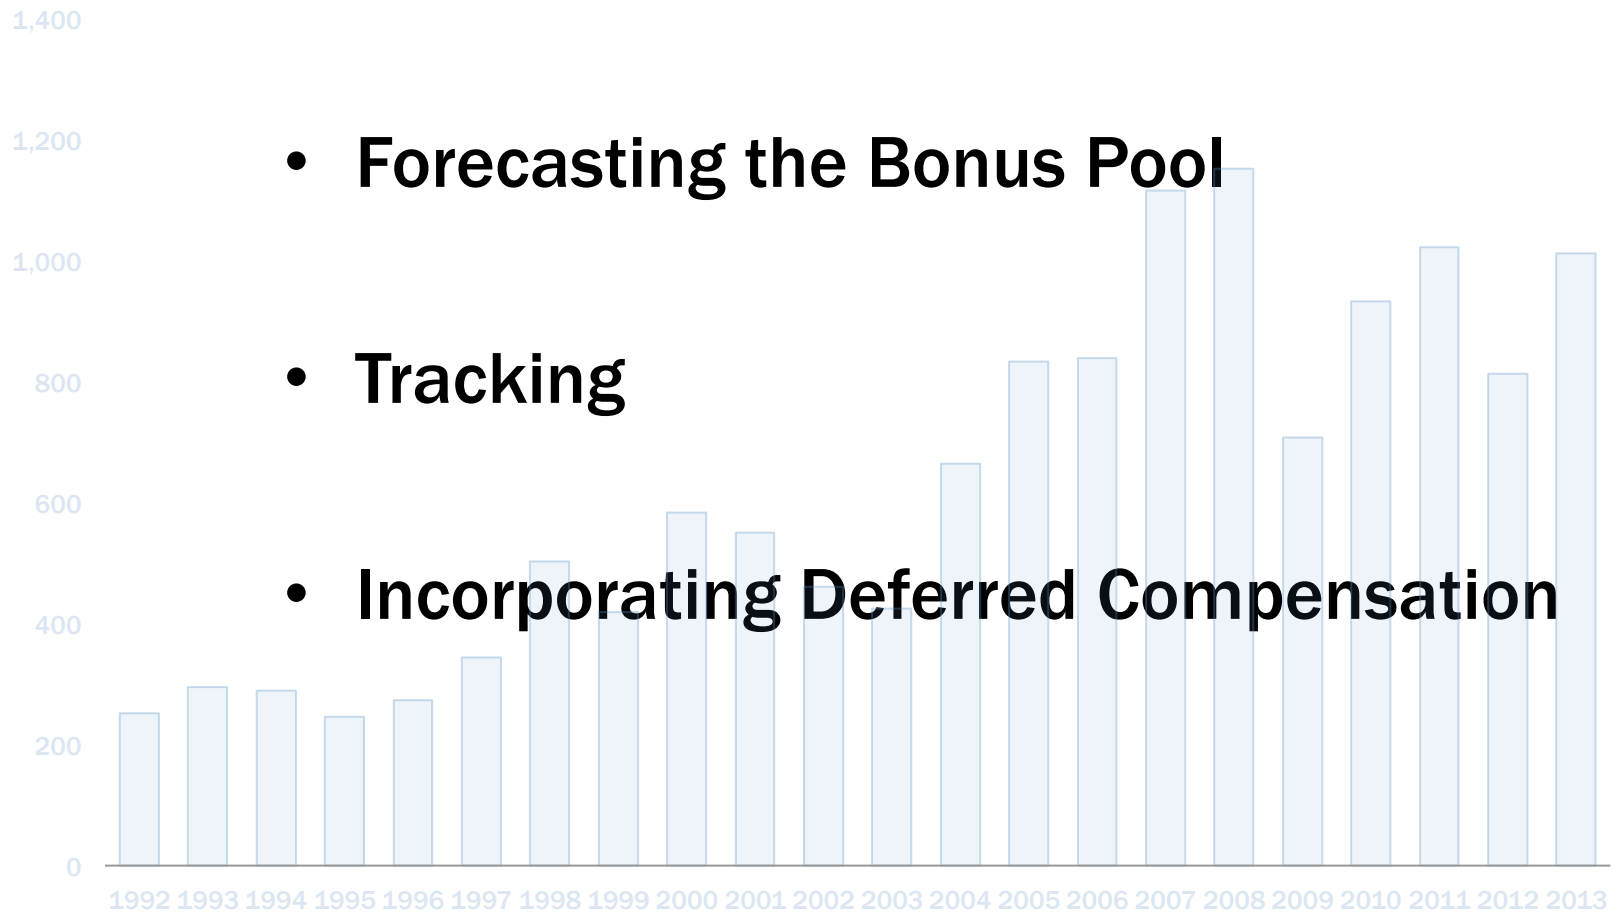 1,400
1,200
• Forecasting the Bonus Pool
1,000
• Tracking
800
600
• Incorporating Deferred Compensation
400
200
0
1992 1993 1994 1995 1996 1997 1998 1999 2000 2001 2002 2003 2004 2005 2006 2007 2008 2009 2010 2011 2012 2013